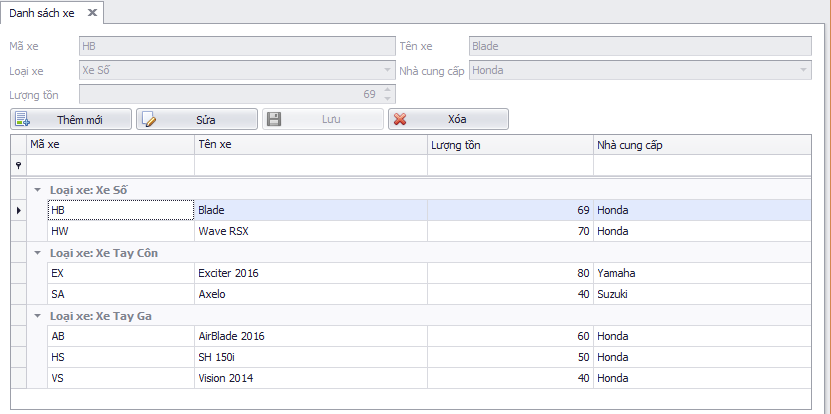 Danh sách xe
Mã xe HB Tên xe Blade
Loại xe Xe Số Nhà cung cấp Honda
Lượng tồn 69
Thêm mới Sửa Lưu Xóa
Mã xe Tên xe Lượng tồn Nhà cung cấp
Loại xe: Xe Số
HB Blade 69 Honda
HW Wave RSX 70 Honda
Loại xe: Xe Tay Côn
EX Exciter 2016 80 Yamaha
SA Axelo 40 Suzuki
Loại xe: Xe Tay Ga
AB AirBlade 2016 60 Honda
HS SH 150i 50 Honda
VS Vision 2014 40 Honda